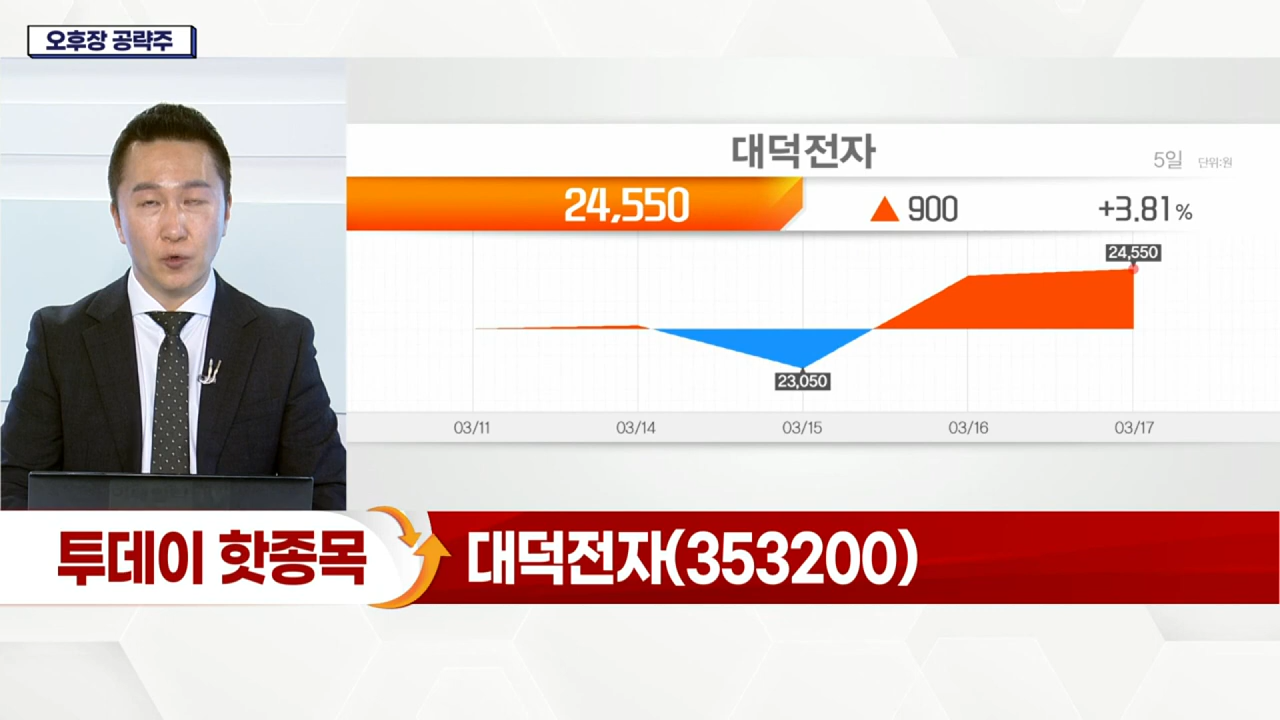 오후장 공략주
대덕전자
5일 단위:원
24,550 ▲ 900 +3.81%
24,550
23,050
03/11 03/14 03/15 03/16 03/17
투데이 핫종목 대덕전자(353200)